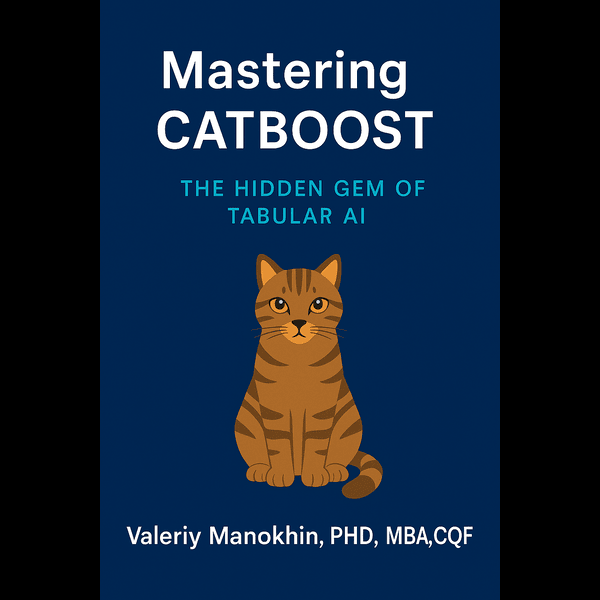 Mastering
CATBOOST
THE HIDDEN GEM OF
TABULAR AI
Valeriy Manokhin, PHD, MBA,CQF